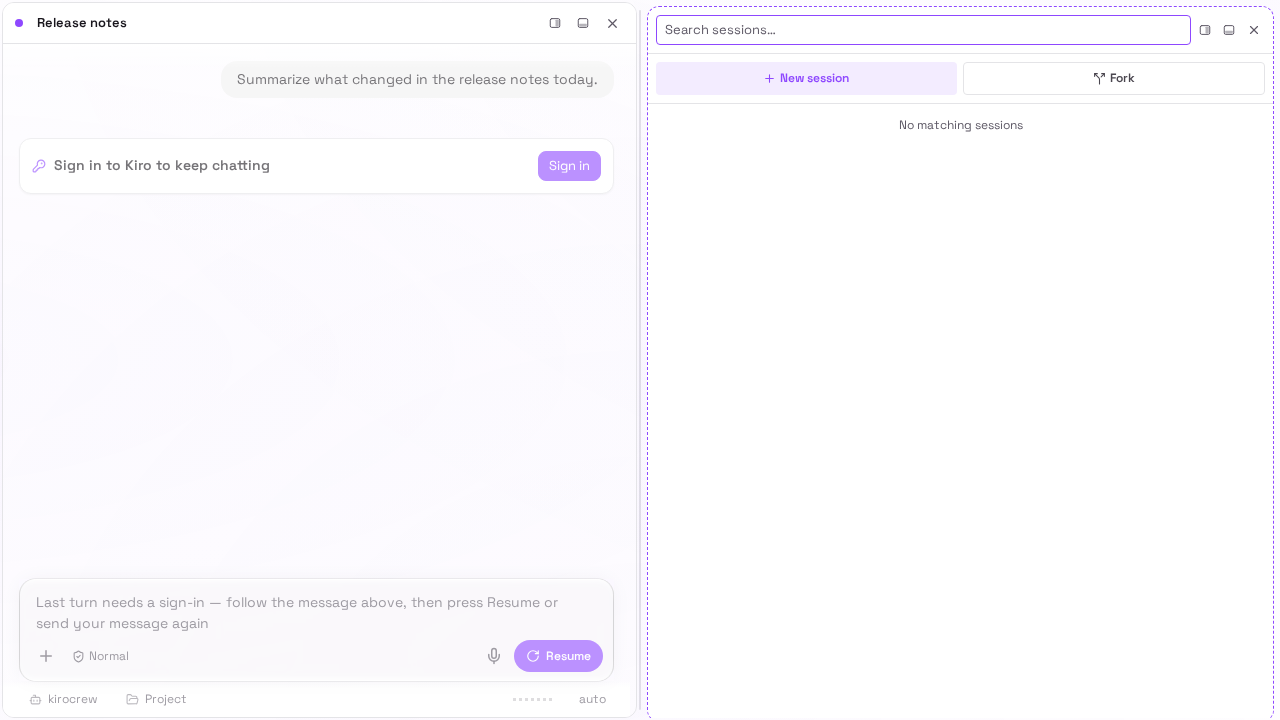 Release notes
Summarize what changed in the release notes today.
Sign in to Kiro to keep chatting
Sign in
Last turn needs a sign-in — follow the message above, then press Resume or
send your message again
Normal
Resume
kirocrew
Project
auto
Search sessions…
New session
Fork
No matching sessions